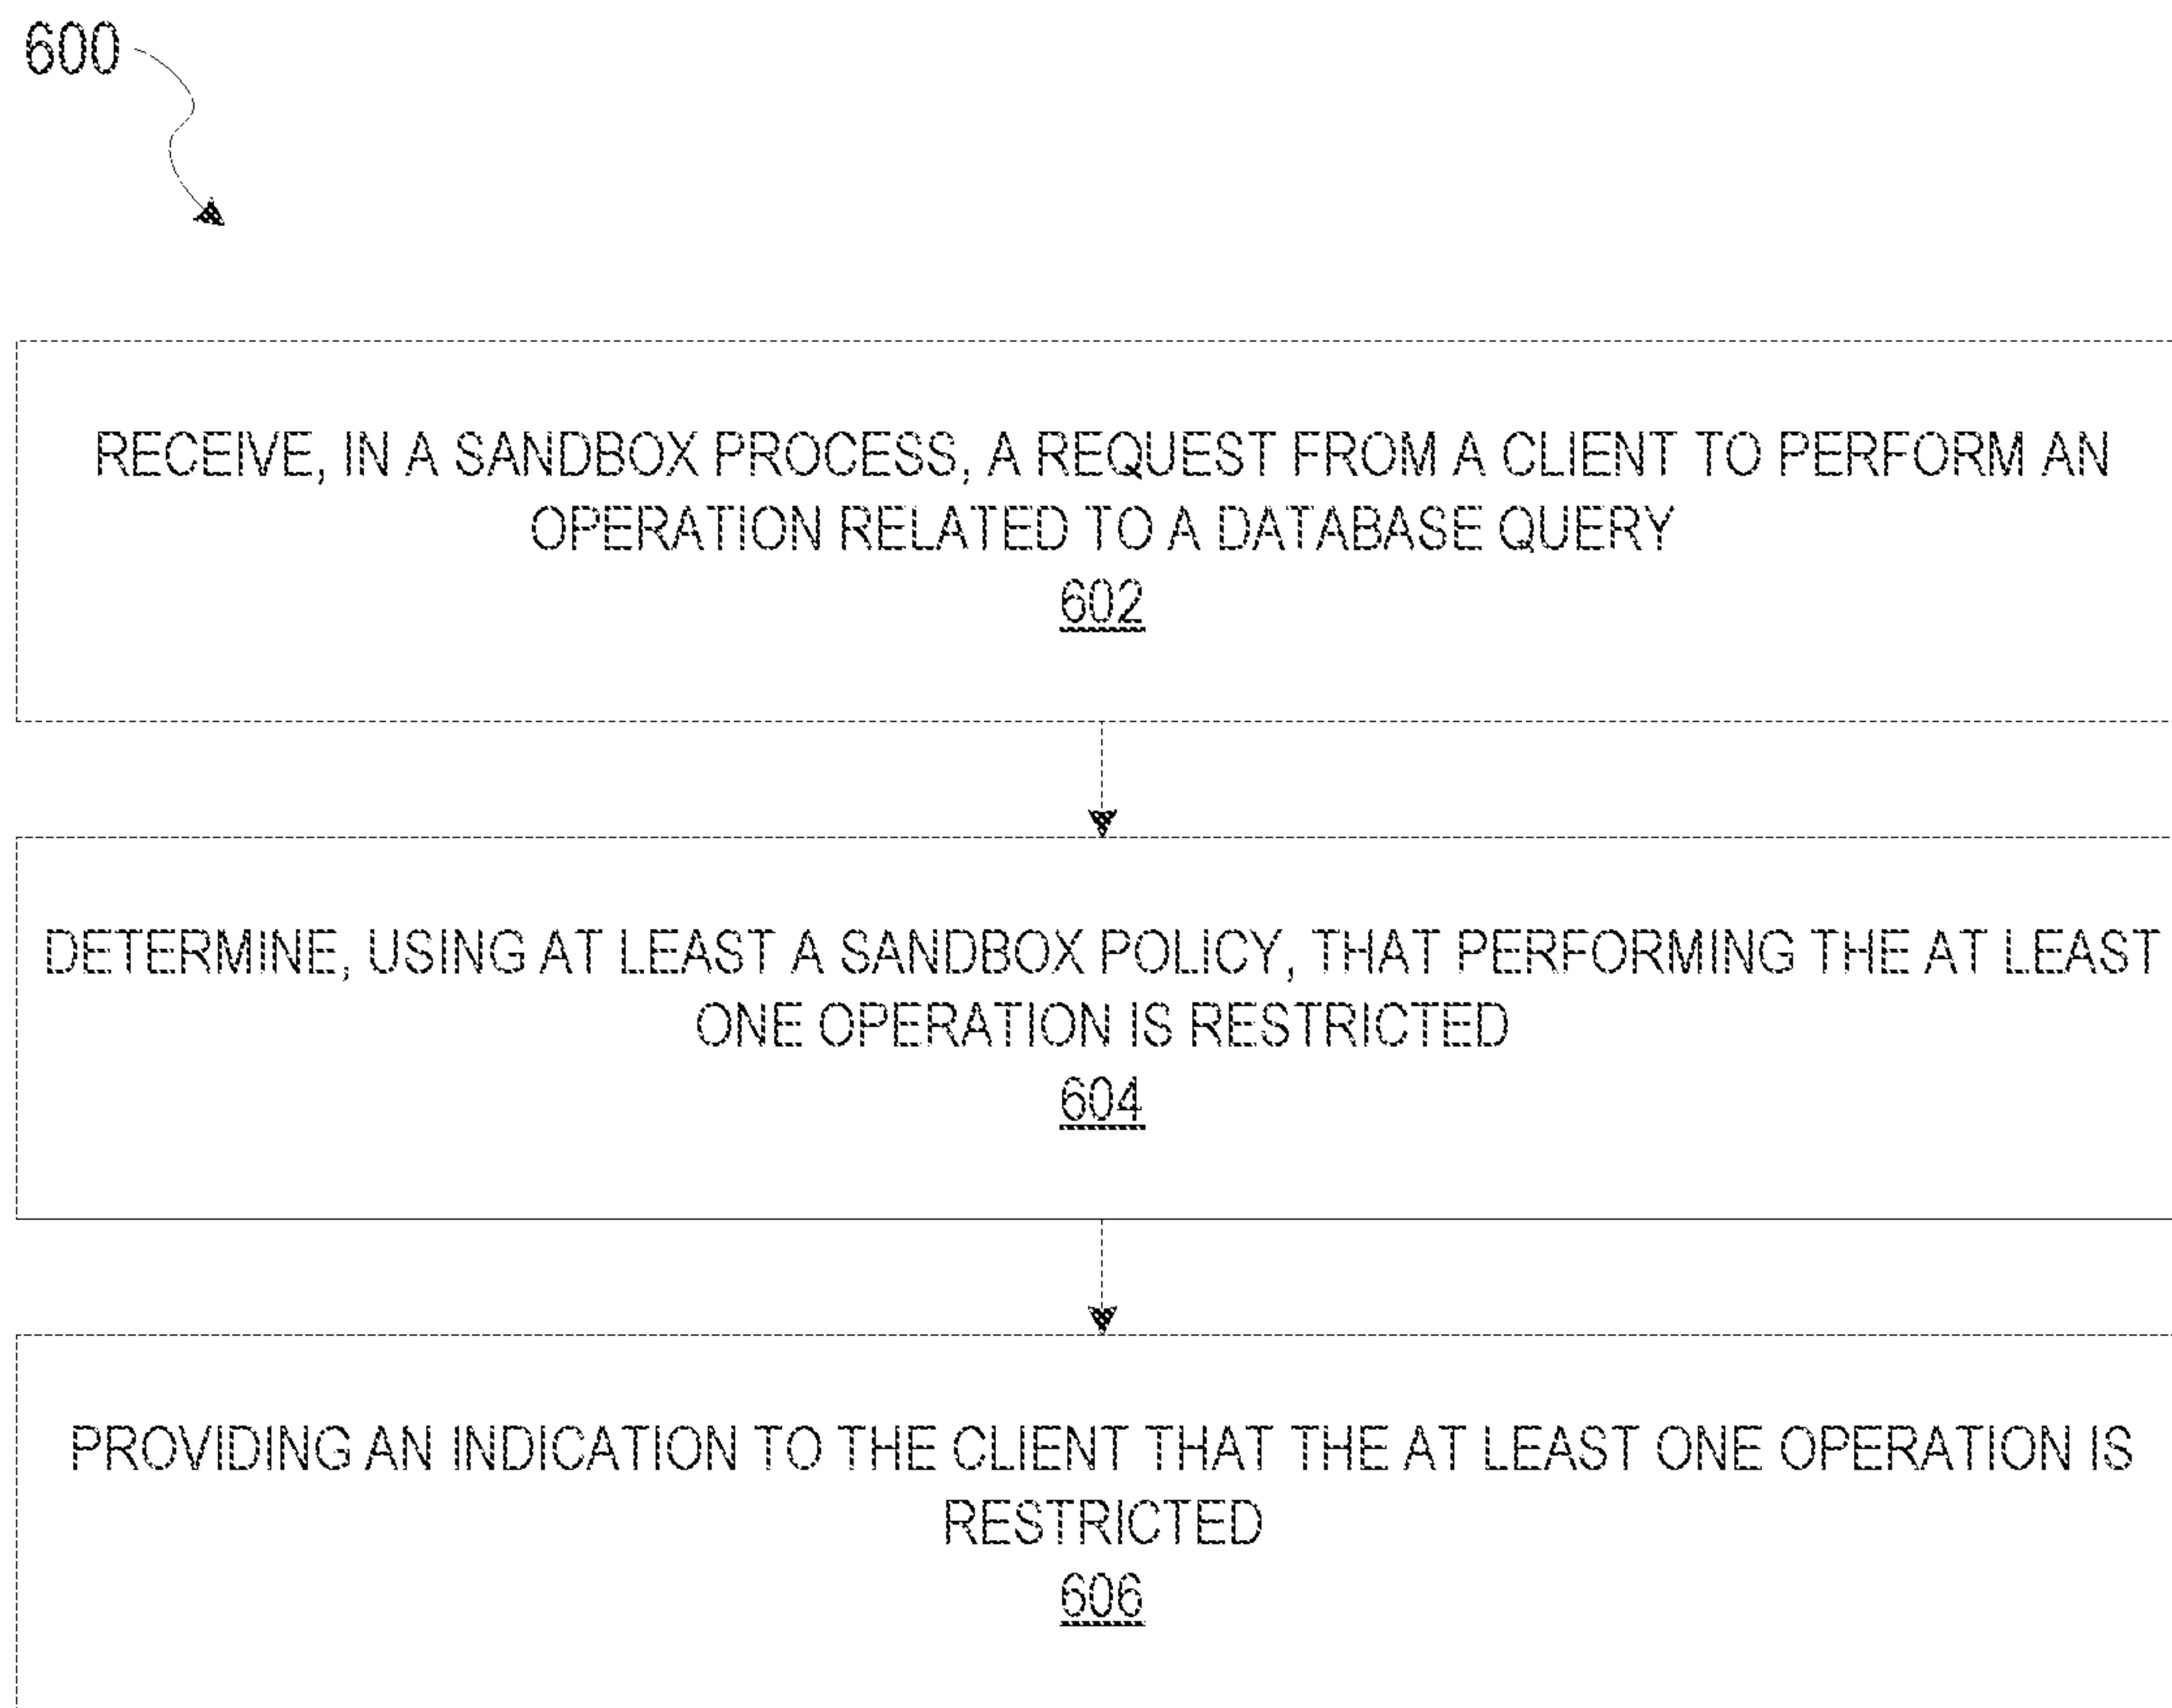 600
RECEIVE, IN A SANDBOX PROCESS, A REQUEST FROM A CLIENT TO PERFORM AN
OPERATION RELATED TO A DATABASE QUERY
602
DETERMINE, USING AT LEAST A SANDBOX POLICY, THAT PERFORMING THE AT LEAST
ONE OPERATION IS RESTRICTED
604
PROVIDING AN INDICATION TO THE CLIENT THAT THE AT LEAST ONE OPERATION IS
RESTRICTED
606